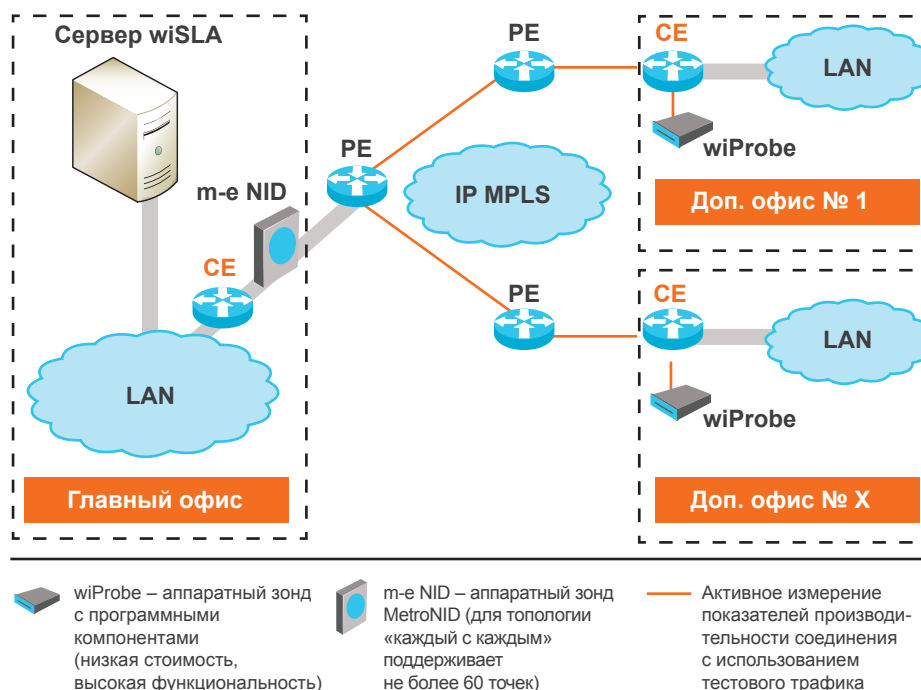 Сервер wiSLA
m-e NID
CE
LAN
Главный офис
PE
PE
IP MPLS
PE
CE
LAN
wiProbe
Доп. офис № 1
CE
LAN
wiProbe
Доп. офис № X
wiProbe – аппаратный зонд
с программными
компонентами
(низкая стоимость,
высокая функциональность)
m-e NID – аппаратный зонд
MetroNID (для топологии
«каждый с каждым»
поддерживает
не более 60 точек)
Активное измерение
показателей производи-
тельности соединения
с использованием
тестового трафика